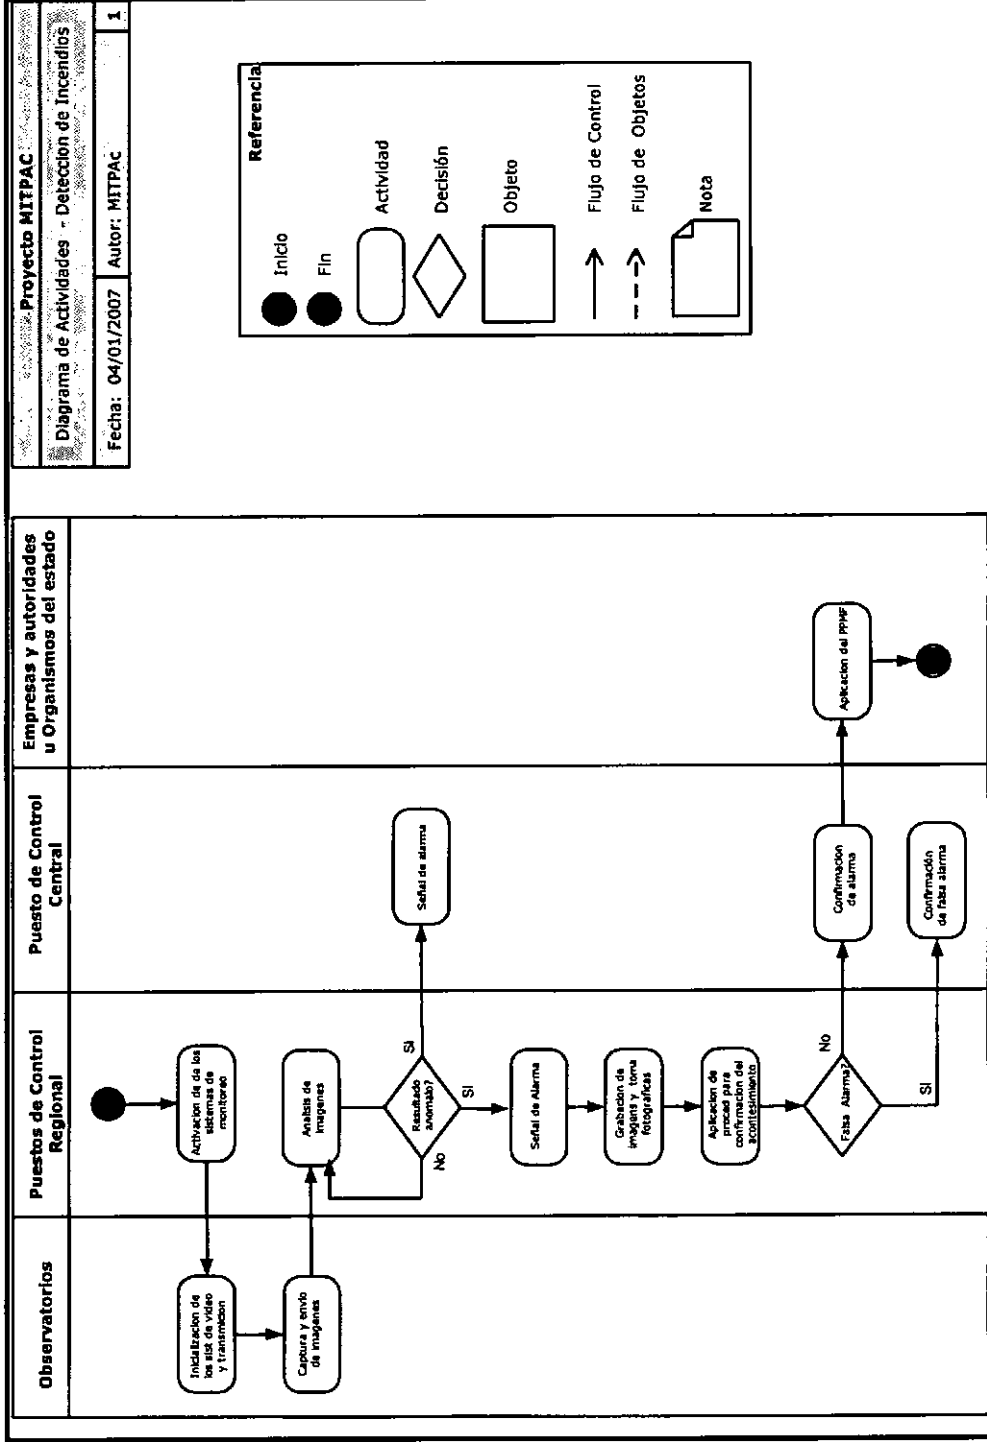 Proyecto MITPAC
Diagrama de Actividades - Deteccion de Incendios
Fecha: 04/01/2007
Autor: MITPAC
1
Observatorios
Puestos de Control
Regional
Puesto de Control
Central
Empresas y autoridades
u Organismos del estado
Activacion de da los
sistemas de
monitoreo
Inicializacion de
los sist de video
y transmicion
Captura y envio
de imagenes
Analisis de
imagenes
Resultado
anomalo?
No
Si
Si
Señal de alarma
Señal de Alarma
Grabacion de
imagens y toma
fotograficas
Aplicacion de
proced para
confirmacion del
acontesimiento
Falsa Alarma?
No
Si
Confirmacion
de alarma
Confirmación
de falsa alarma
Aplicacion del PPMF
Referencia
Inicio
Fin
Actividad
Decisión
Objeto
Flujo de Control
Flujo de Objetos
Nota